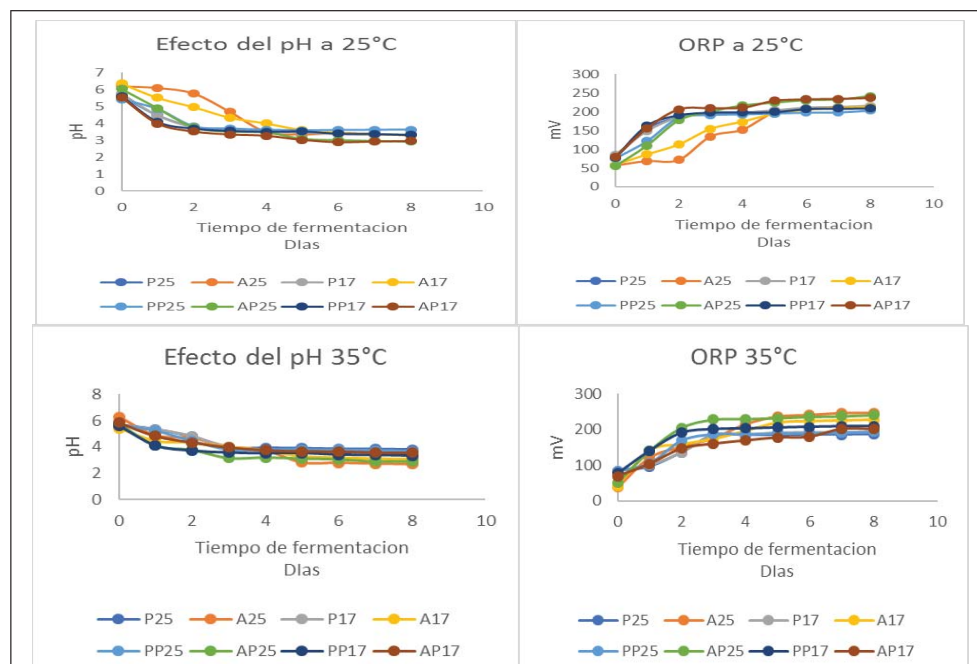 Efecto del pH a 25°C
7
6
5
4
3
2
1
0
pH
0 2 4 6 8 10
Tiempo de fermentacion
DIas
P25 A25 P17 A17
PP25 AP25 PP17 AP17
ORP a 25°C
300
250
200
150
100
50
0
mV
0 2 4 6 8 10
Tiempo de fermentacion
DIas
P25 A25 P17 A17
PP25 AP25 PP17 AP17
Efecto del pH 35°C
8
6
4
2
0
pH
0 2 4 6 8 10
Tiempo de fermentacion
DIas
P25 A25 P17 A17
PP25 AP25 PP17 AP17
ORP 35°C
300
200
100
0
mV
0 2 4 6 8 10
Tiempo de fermentacion
DIas
P25 A25 P17 A17
PP25 AP25 PP17 AP17